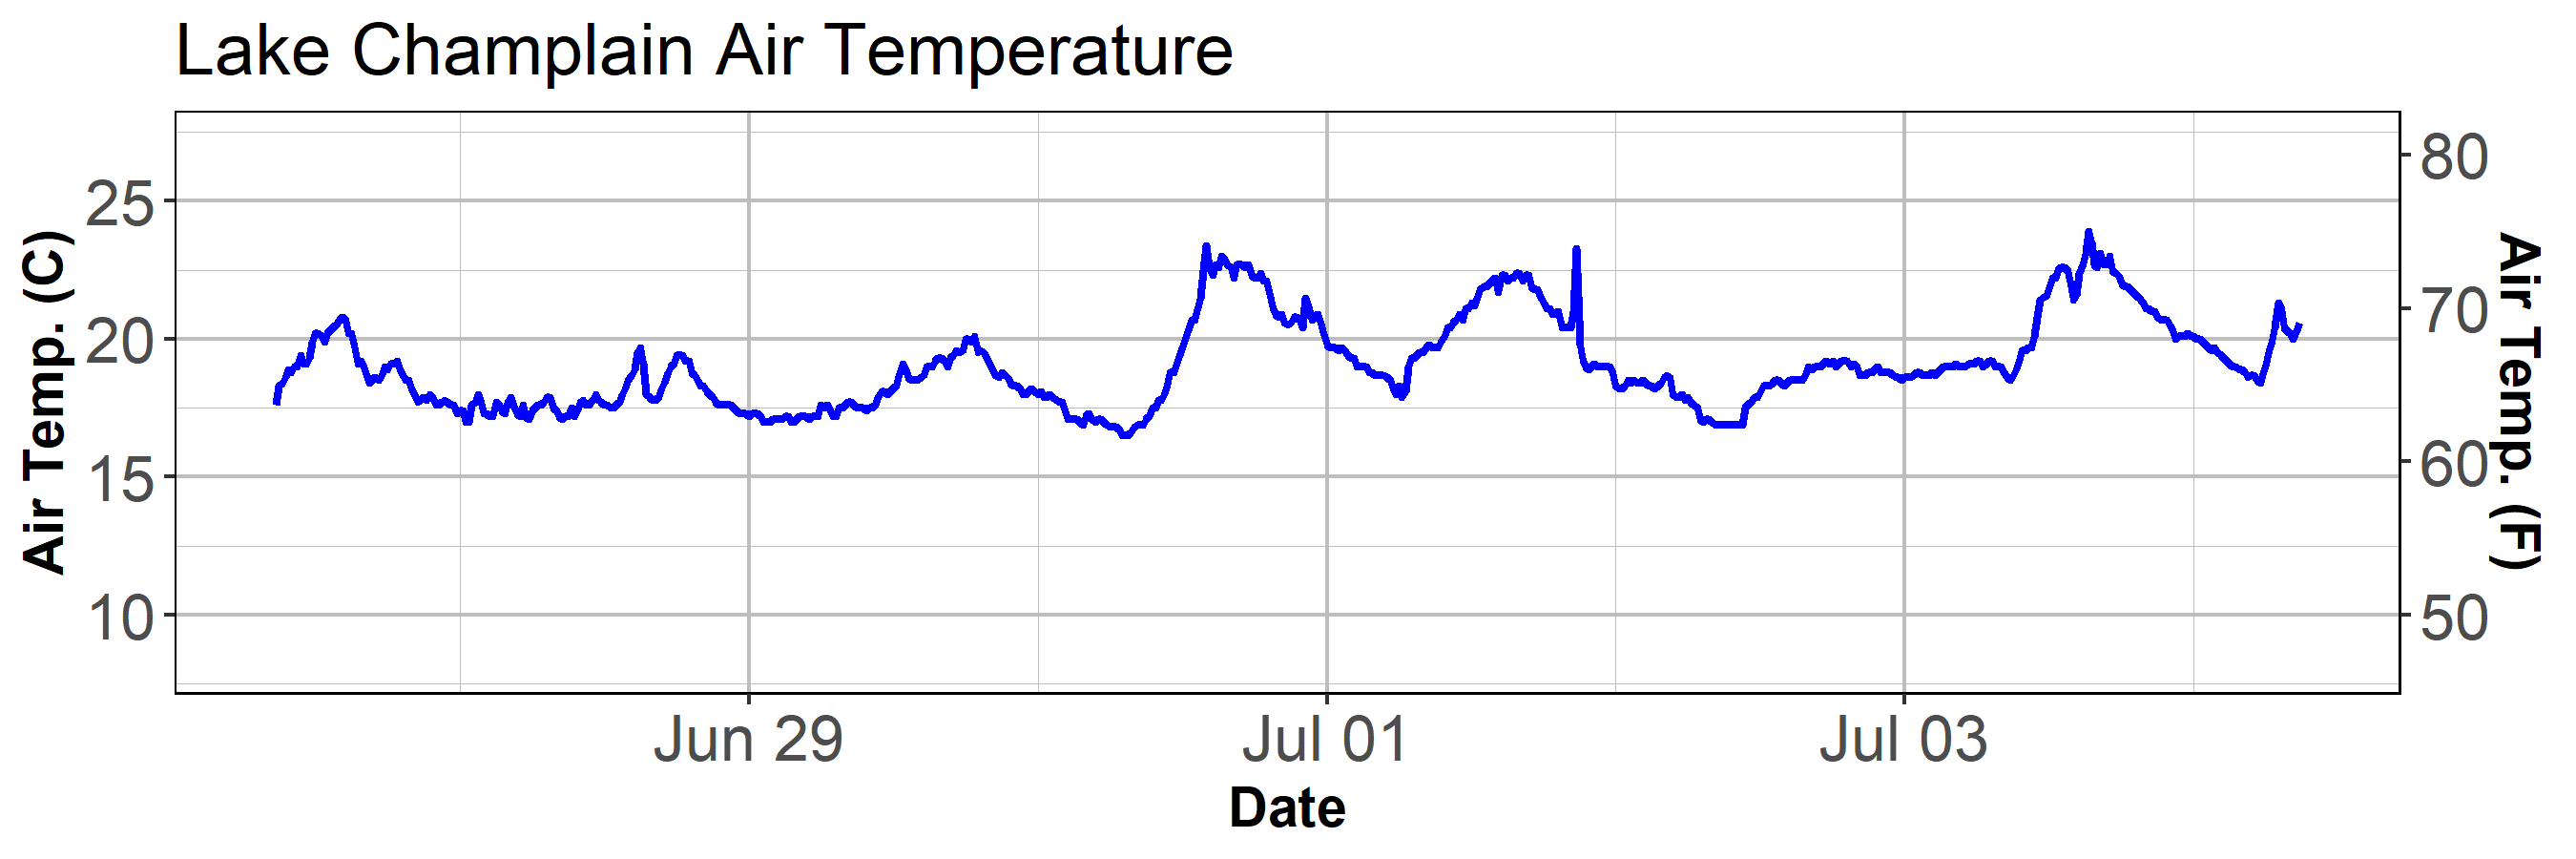 Lake Champlain Air Temperature
Air Temp. (C)
25
20
15
10
80
70
60
50
Air Temp. (F)
Jun 29
Jul 01
Jul 03
Date